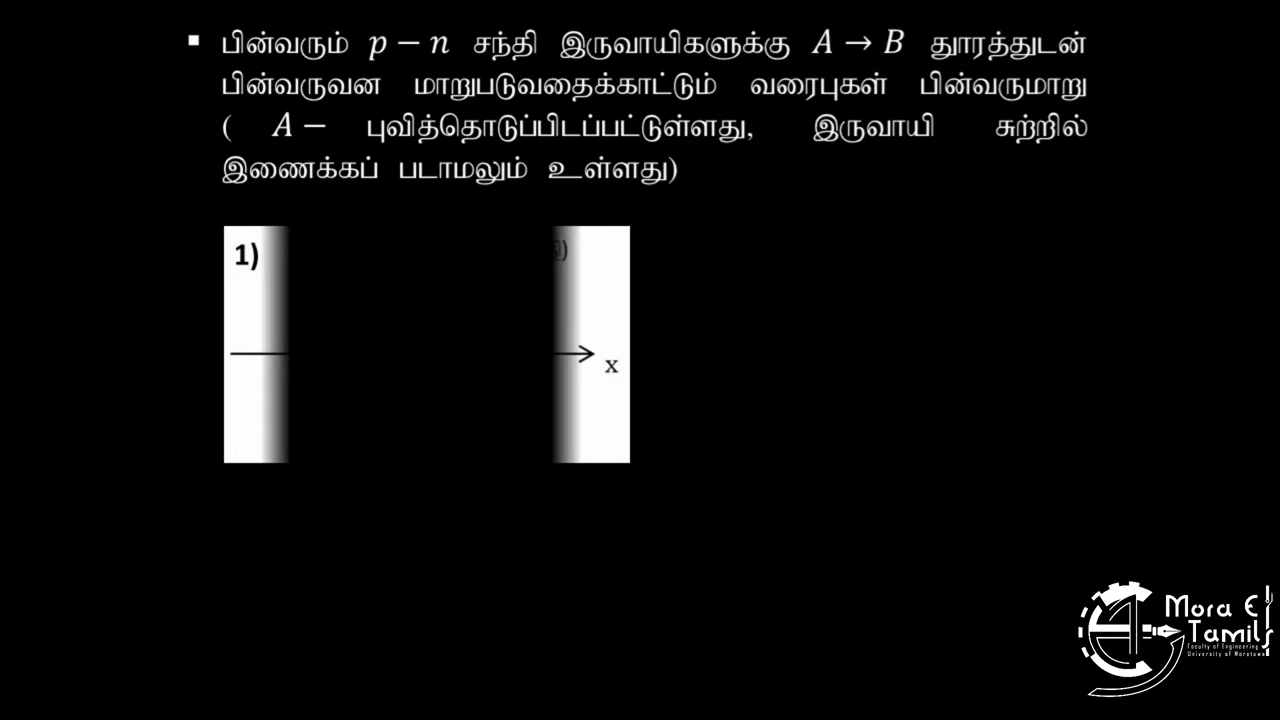 ▪ பின்வரும் p − n சந்தி இருவாயிகளுக்கு A → B தூரத்துடன்
பின்வருவன மாறுபடுவதைக்காட்டும் வரைபுகள் பின்வருமாறு
( A − புவித்தொடுப்பிடப்பட்டுள்ளது, இருவாயி சுற்றில்
இணைக்கப் படாமலும் உள்ளது)
1)
x
Mora E
Tamils
Faculty of Engineering
University of Moratuwa